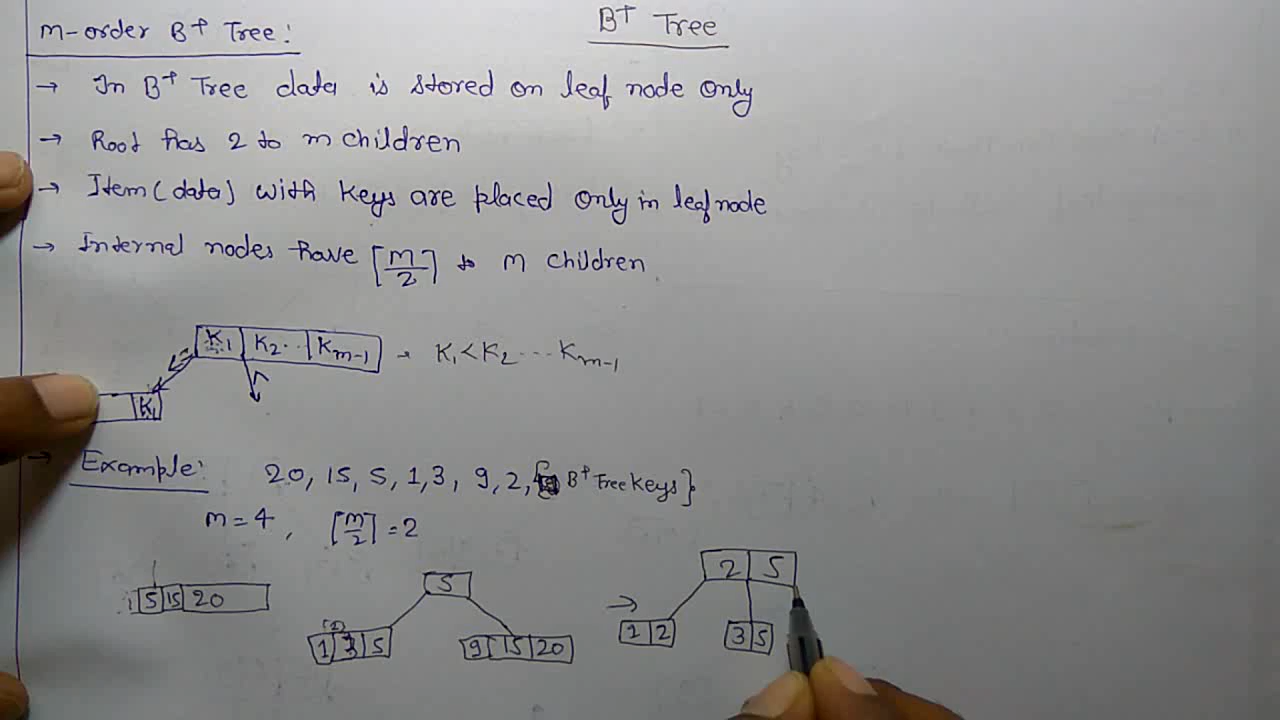 B+ Tree
m-order B+ Tree:
→ In B+ Tree data is stored on leaf node only
→ Root has 2 to m children
→ Item (data) with keys are placed only in leaf node
→ Internal nodes have ⌈m/2⌉ to m children
K1 K2 .. Km-1 → K1 < K2 ... Km-1
K1
→ Example: 20, 15, 5, 1, 3, 9, 2, B+ Tree keys}
m = 4, ⌈m/2⌉ = 2
2 5
5
1 5 15 20
1 2 3 5
(2)
1 3 5 9 15 20